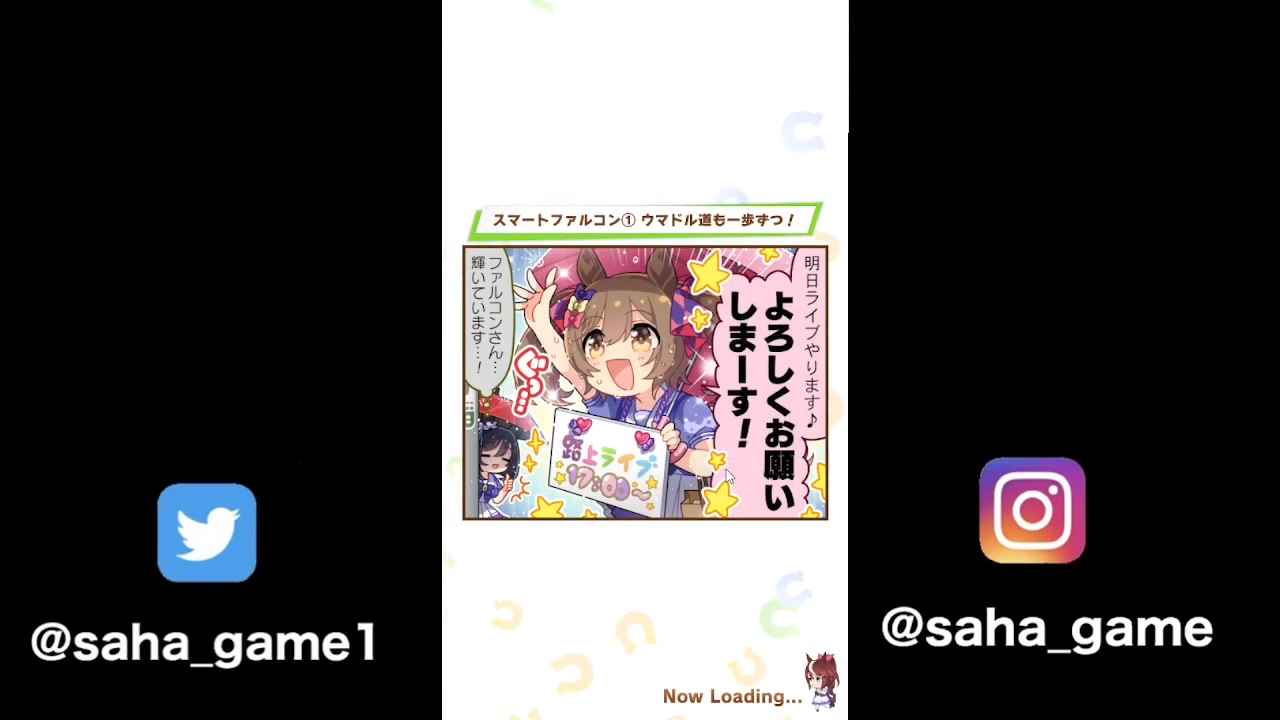 スマートファルコン① ウマドル道も一歩ずつ！
明日ライブやります♪
よろしくお願い
しまーす！
ファルコンさん…
輝いています…！
ぐっ…
路上ライブ
17:00～
@saha_game1
@saha_game
Now Loading...